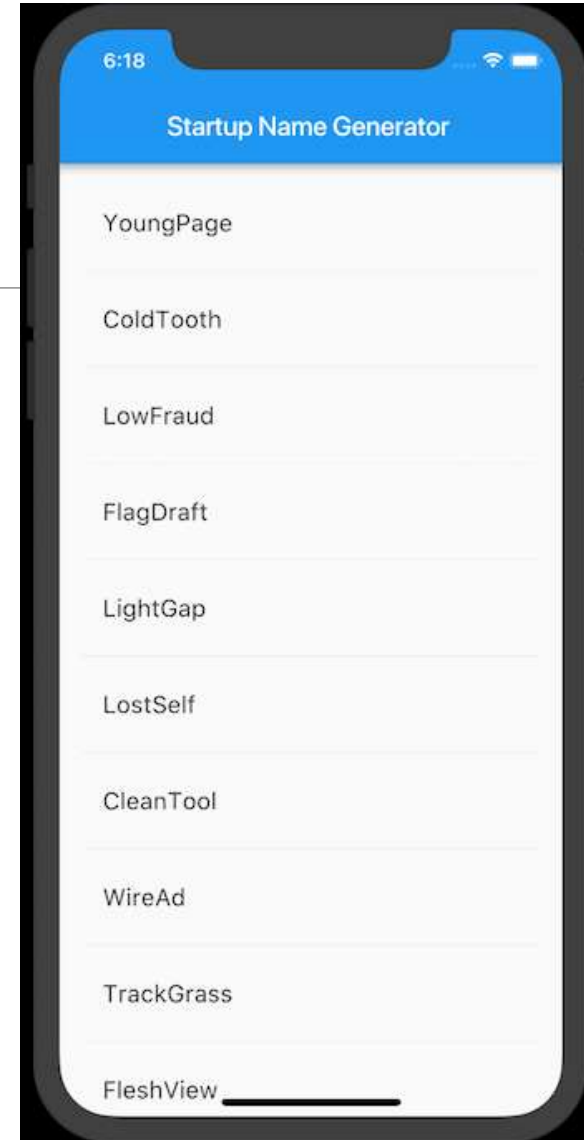 6:18
Startup Name Generator
YoungPage
ColdTooth
LowFraud
FlagDraft
LightGap
LostSelf
CleanTool
WireAd
TrackGrass
FleshView